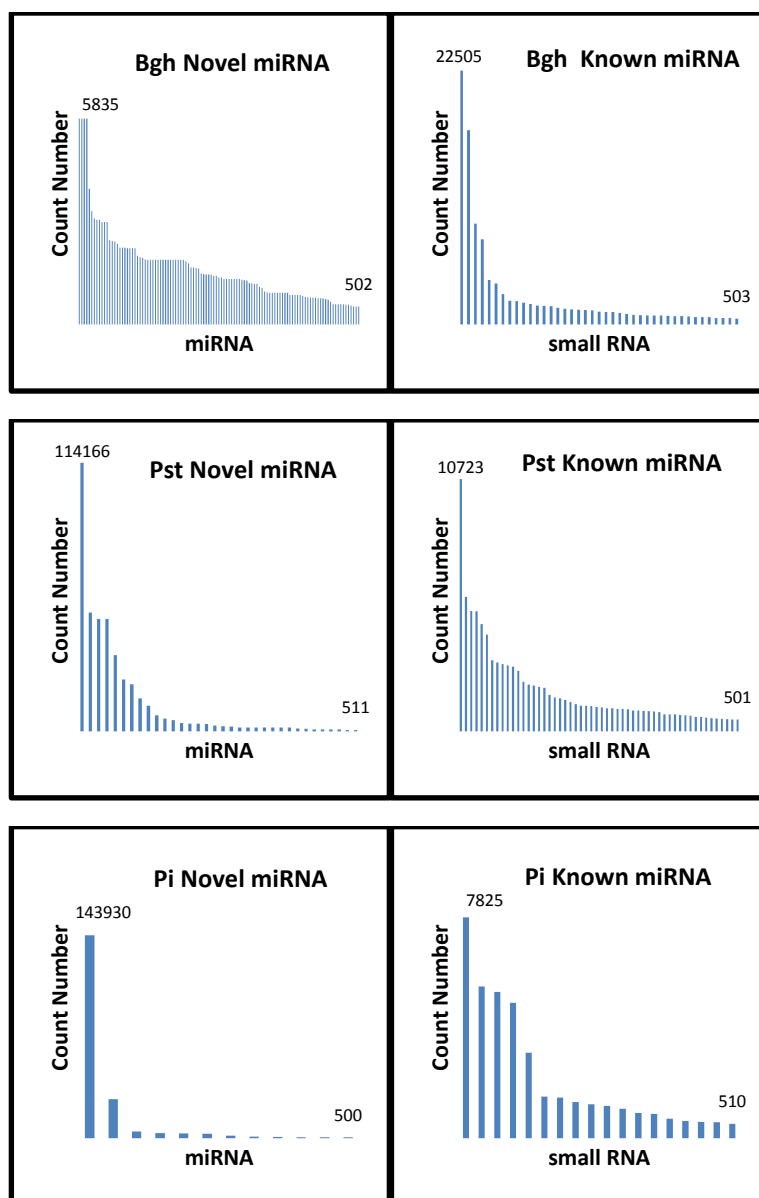 Bgh Novel miRNA
5835
Count Number
502
miRNA
Bgh Known miRNA
22505
Count Number
503
small RNA
Pst Novel miRNA
114166
Count Number
511
miRNA
Pst Known miRNA
10723
Count Number
501
small RNA
Pi Novel miRNA
143930
Count Number
500
miRNA
Pi Known miRNA
7825
Count Number
510
small RNA